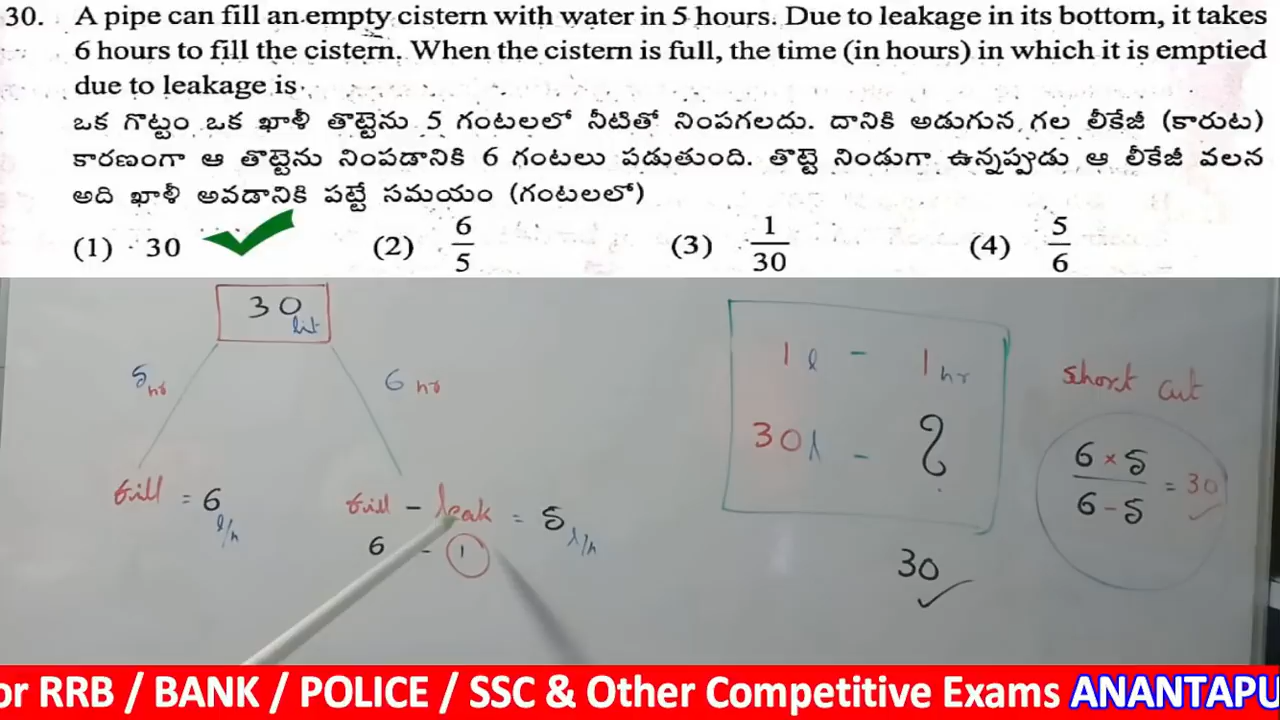 30. A pipe can fill an empty cistern with water in 5 hours. Due to leakage in its bottom, it takes
6 hours to fill the cistern. When the cistern is full, the time (in hours) in which it is emptied
due to leakage is
ఒక గొట్టం ఒక ఖాళీ తొట్టెను 5 గంటలలో నీటితో నింపగలదు. దానికి అడుగున గల లీకేజీ (కారుట)
కారణంగా ఆ తొట్టెను నింపడానికి 6 గంటలు పడుతుంది. తొట్టె నిండుగా ఉన్నప్పుడు ఆ లీకేజీ వలన
అది ఖాళీ అవడానికి పట్టే సమయం (గంటలలో)
(1) 30 (2) 6/5 (3) 1/30 (4) 5/6
30 lit
5 hr 6 hr
fill = 6 l/h
fill - leak = 5 l/h
6 - 1
1 l - 1 hr
30 l - ?
30
short cut
6 × 5 / 6 - 5 = 30
or RRB / BANK / POLICE / SSC & Other Competitive Exams ANANTAPU